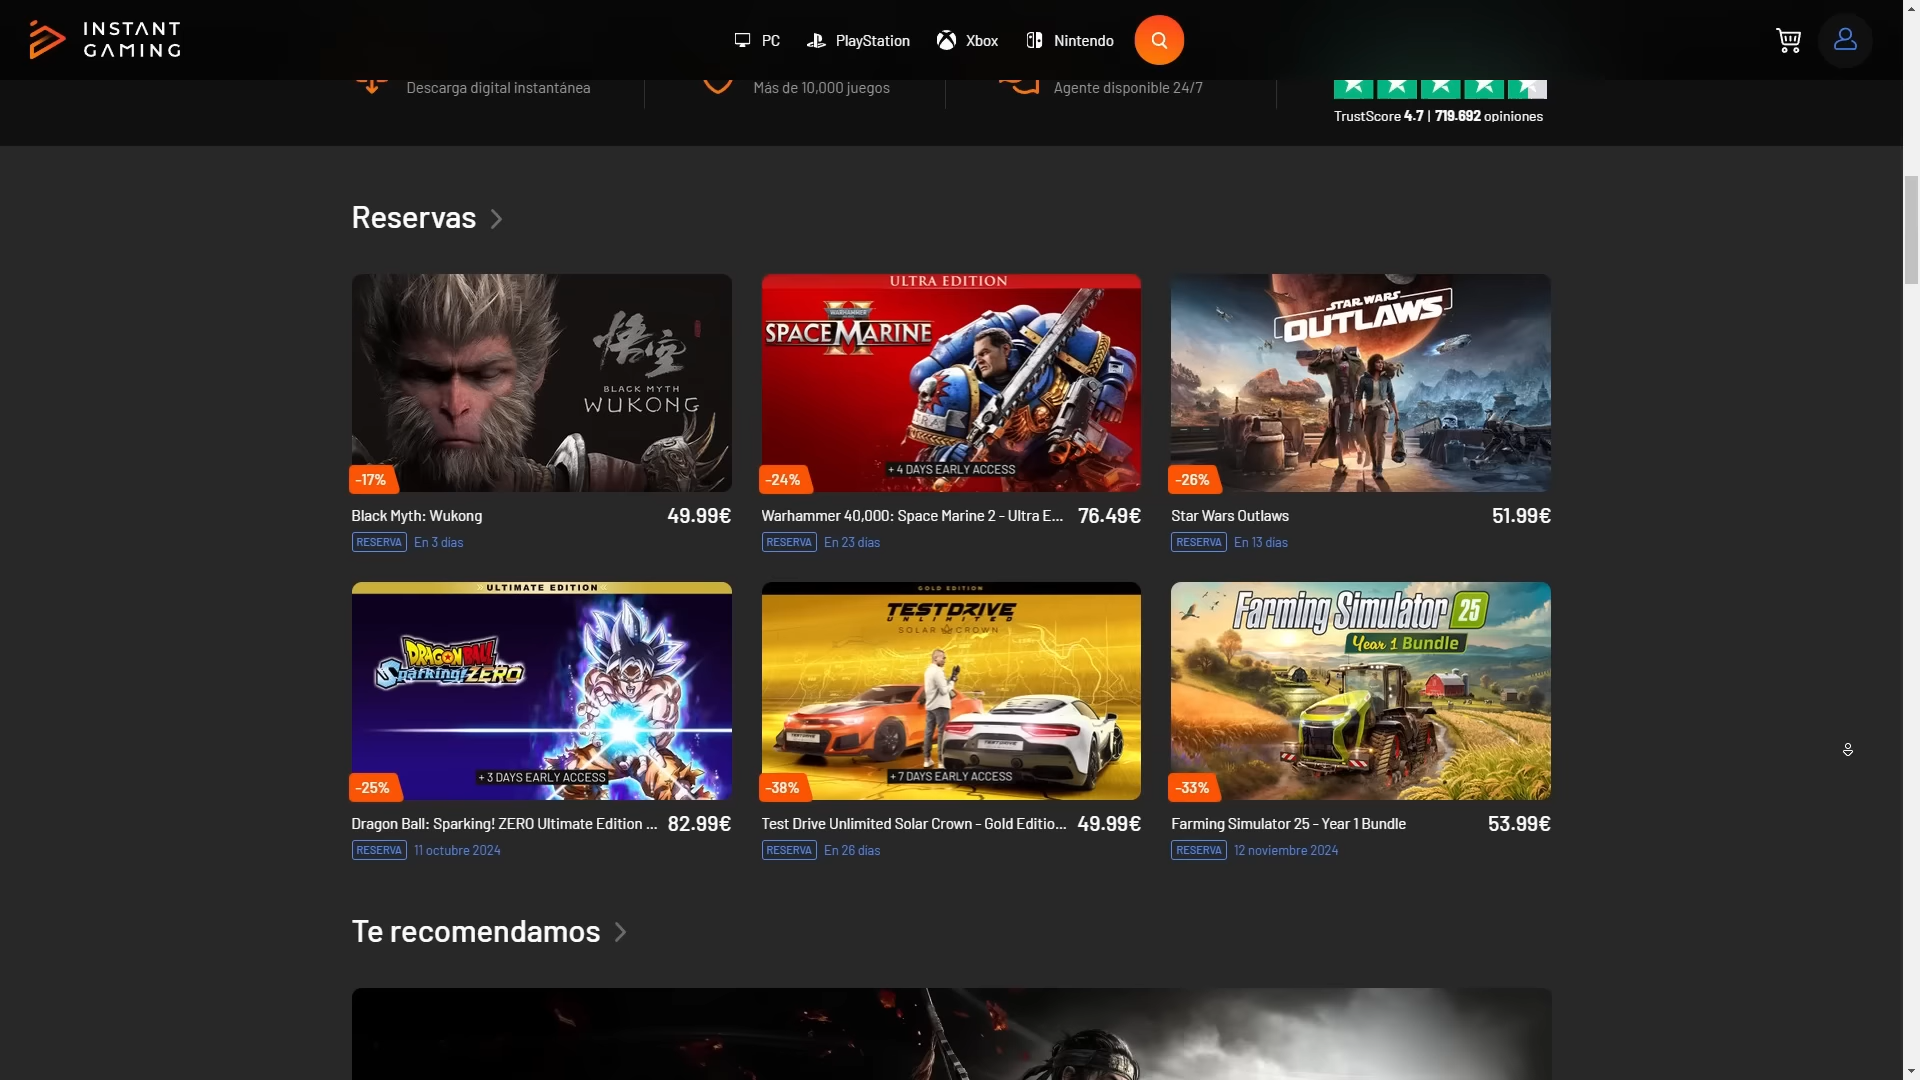 INSTANT
GAMING
PC
PlayStation
Xbox
Nintendo
Descarga digital instantánea
Más de 10,000 juegos
Agente disponible 24/7
TrustScore 4.7 | 719.692 opiniones
Reservas
悟空
BLACK MYTH
WUKONG
-17%
Black Myth: Wukong
49.99€
RESERVA
En 3 días
ULTRA EDITION
WARHAMMER
SPACE MARINE
II
+ 4 DAYS EARLY ACCESS
-24%
Warhammer 40,000: Space Marine 2 - Ultra E...
76.49€
RESERVA
En 23 días
STAR WARS
OUTLAWS
-26%
Star Wars Outlaws
51.99€
RESERVA
En 13 días
ULTIMATE EDITION
DRAGON BALL
Sparking! ZERO
+ 3 DAYS EARLY ACCESS
-25%
Dragon Ball: Sparking! ZERO Ultimate Edition ...
82.99€
RESERVA
11 octubre 2024
GOLD EDITION
TEST DRIVE
UNLIMITED
SOLAR CROWN
TESTDRIVE
TESTDRIVE
+ 7 DAYS EARLY ACCESS
-38%
Test Drive Unlimited Solar Crown - Gold Editio...
49.99€
RESERVA
En 26 días
Farming Simulator 25
Year 1 Bundle
-33%
Farming Simulator 25 - Year 1 Bundle
53.99€
RESERVA
12 noviembre 2024
Te recomendamos